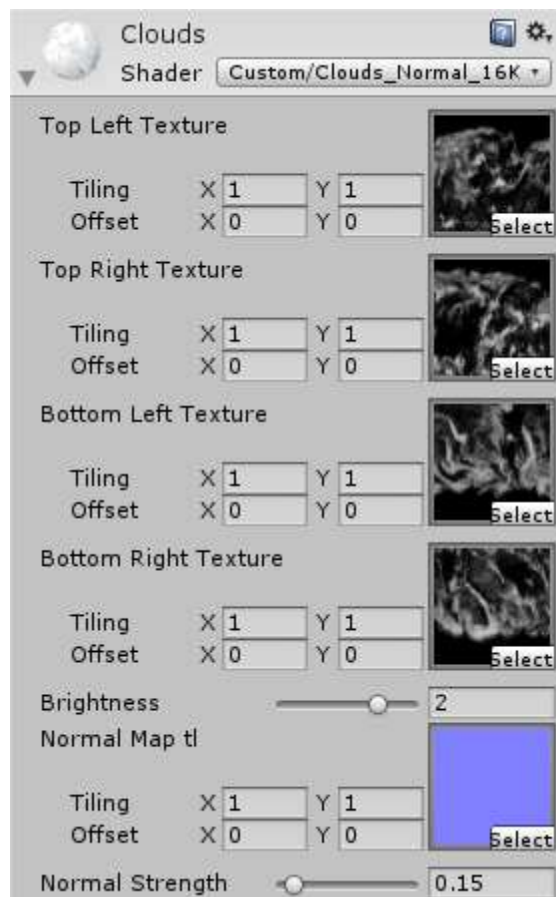 Clouds
Shader Custom/Clouds_Normal_16K
Top Left Texture
Tiling X 1 Y 1
Offset X 0 Y 0
Select
Top Right Texture
Tiling X 1 Y 1
Offset X 0 Y 0
Select
Bottom Left Texture
Tiling X 1 Y 1
Offset X 0 Y 0
Select
Bottom Right Texture
Tiling X 1 Y 1
Offset X 0 Y 0
Select
Brightness 2
Normal Map tl
Tiling X 1 Y 1
Offset X 0 Y 0
Select
Normal Strength 0.15